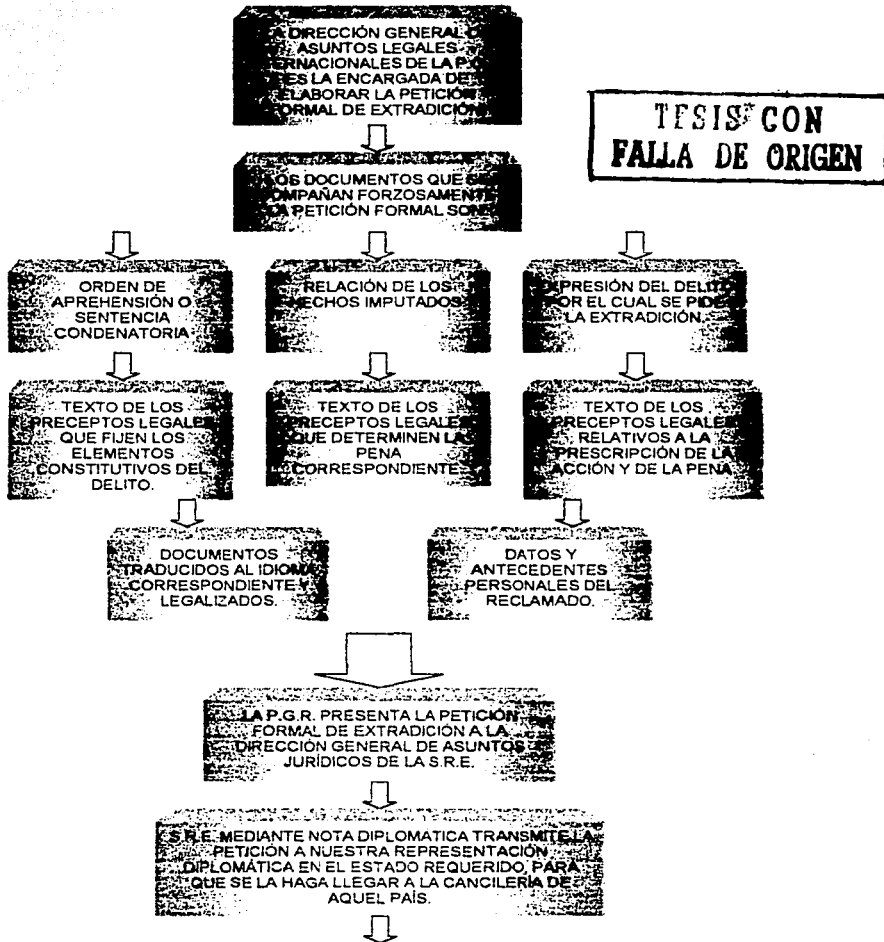 A DIRECCIÓN GENERAL D
ASUNTOS LEGALES
ERNACIONALES DE LA P.G
ES LA ENCARGADA DE
ELABORAR LA PETICIÓN
FORMAL DE EXTRADICIÓN
TESIS CON
FALLA DE ORIGEN
LOS DOCUMENTOS QUE SE
COMPAÑAN FORZOSAMENTE
LA PETICIÓN FORMAL SON
ORDEN DE
APREHENSIÓN O
SENTENCIA
CONDENATORIA
RELACIÓN DE LOS
HECHOS IMPUTADOS
EXPRESIÓN DEL DELITO
POR EL CUAL SE PIDE
LA EXTRADICIÓN.
TEXTO DE LOS
PRECEPTOS LEGALES
QUE FIJEN LOS
ELEMENTOS
CONSTITUTIVOS DEL
DELITO.
TEXTO DE LOS
PRECEPTOS LEGALES
QUE DETERMINEN LA
PENA
CORRESPONDIENTE
TEXTO DE LOS
PRECEPTOS LEGALES
RELATIVOS A LA
PRESCRIPCIÓN DE LA
ACCIÓN Y DE LA PENA
DOCUMENTOS
TRADUCIDOS AL IDIOMA
CORRESPONDIENTE Y
LEGALIZADOS.
DATOS Y
ANTECEDENTES
PERSONALES DEL
RECLAMADO.
LA P.G.R. PRESENTA LA PETICIÓN
FORMAL DE EXTRADICIÓN A LA
DIRECCIÓN GENERAL DE ASUNTOS
JURÍDICOS DE LA S.R.E.
S.R.E. MEDIANTE NOTA DIPLOMATICA TRANSMITE LA
PETICIÓN A NUESTRA REPRESENTACIÓN
DIPLOMÁTICA EN EL ESTADO REQUERIDO, PARA
QUE SE LA HAGA LLEGAR A LA CANCILERÍA DE
AQUEL PAÍS.